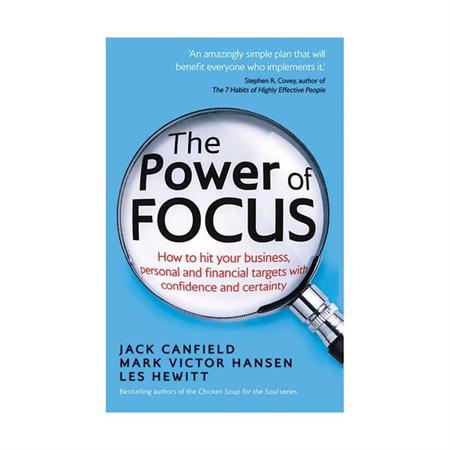 ‘An amazingly simple plan that will
benefit everyone who implements it.’
Stephen R. Covey, author of
The 7 Habits of Highly Effective People
The
Power of
FOCUS
How to hit your business,
personal and financial targets with
confidence and certainty
JACK CANFIELD
MARK VICTOR HANSEN
LES HEWITT
Bestselling authors of the Chicken Soup for the Soul series